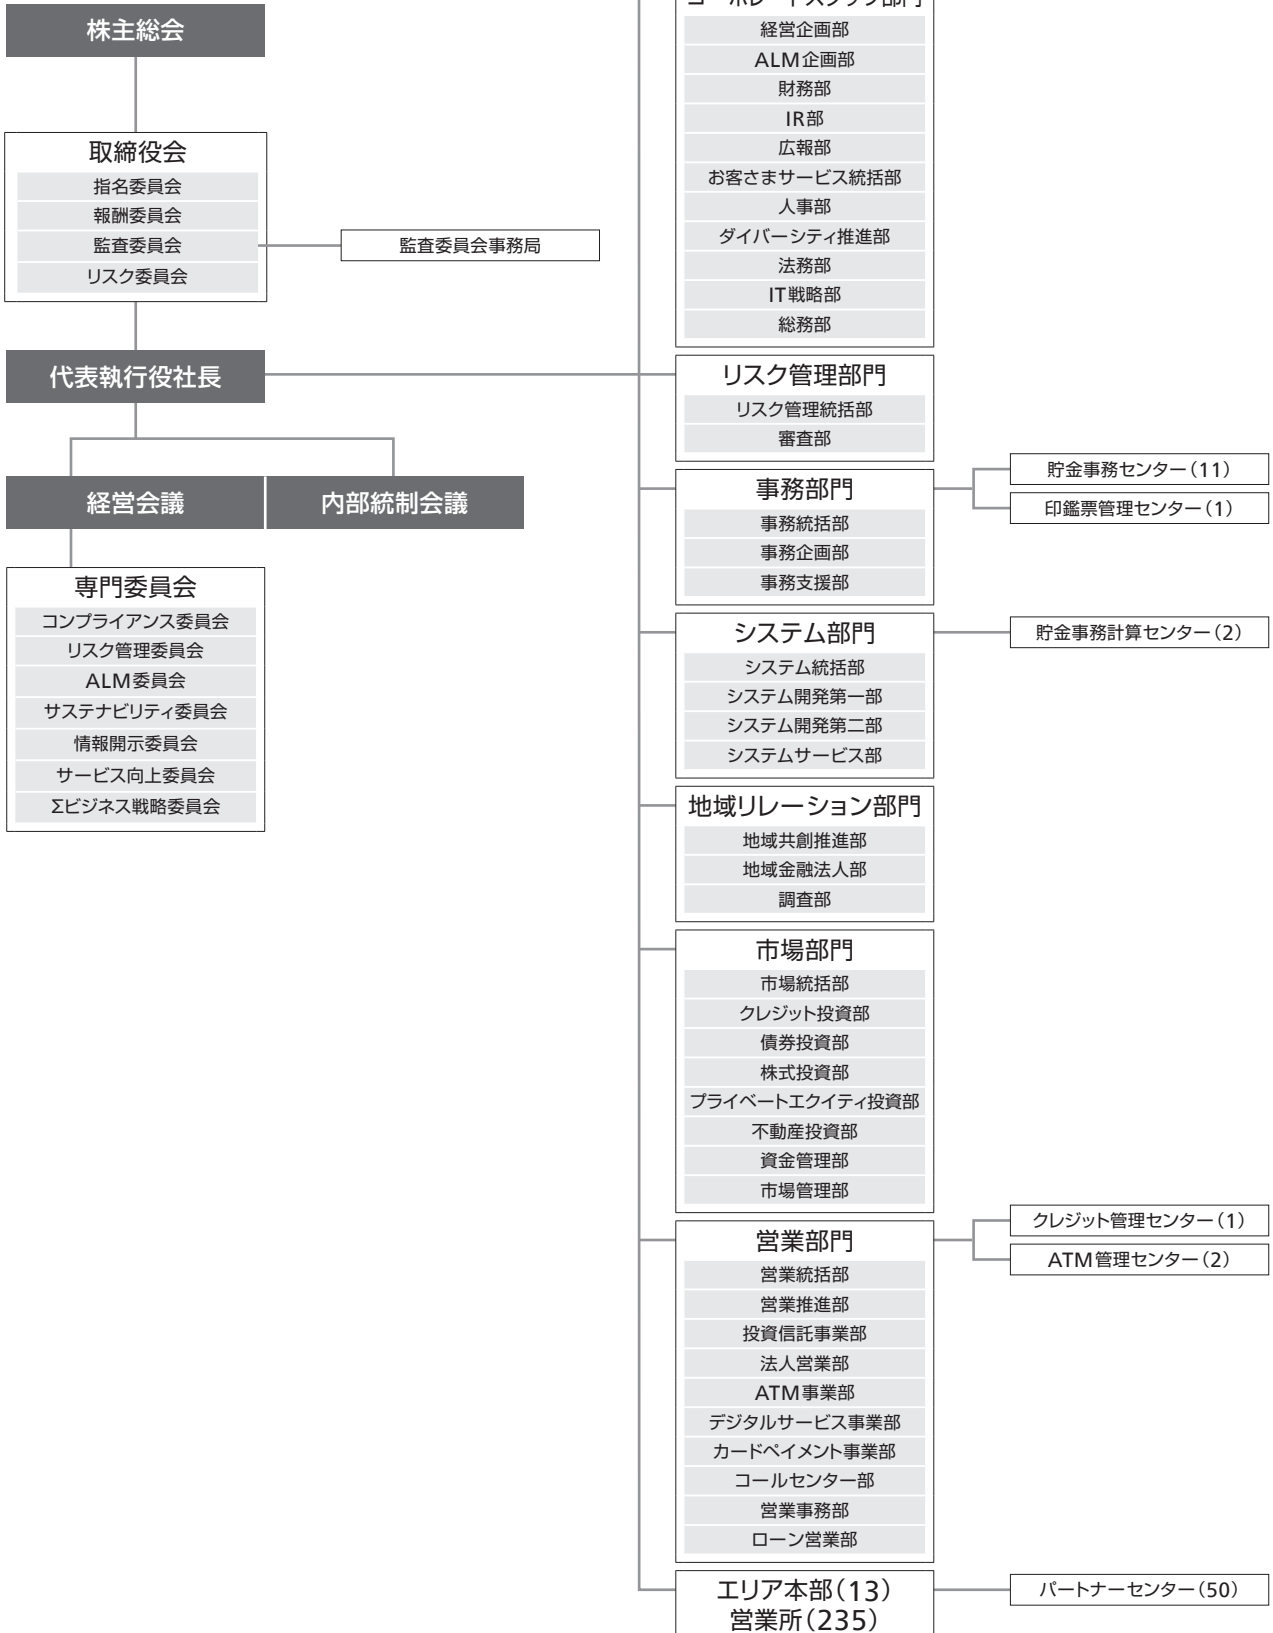 株主総会
取締役会
指名委員会
報酬委員会
監査委員会
リスク委員会
監査委員会事務局
代表執行役社長
経営会議
内部統制会議
専門委員会
コンプライアンス委員会
リスク管理委員会
ALM委員会
サステナビリティ委員会
情報開示委員会
サービス向上委員会
Σビジネス戦略委員会
コーポレートスタッフ部門
経営企画部
ALM企画部
財務部
IR部
広報部
お客さまサービス統括部
人事部
ダイバーシティ推進部
法務部
IT戦略部
総務部
リスク管理部門
リスク管理統括部
審査部
事務部門
事務統括部
事務企画部
事務支援部
貯金事務センター(11)
印鑑票管理センター(1)
システム部門
システム統括部
システム開発第一部
システム開発第二部
システムサービス部
貯金事務計算センター(2)
地域リレーション部門
地域共創推進部
地域金融法人部
調査部
市場部門
市場統括部
クレジット投資部
債券投資部
株式投資部
プライベートエクイティ投資部
不動産投資部
資金管理部
市場管理部
営業部門
営業統括部
営業推進部
投資信託事業部
法人営業部
ATM事業部
デジタルサービス事業部
カードペイメント事業部
コールセンター部
営業事務部
ローン営業部
クレジット管理センター(1)
ATM管理センター(2)
エリア本部(13)
営業所(235)
パートナーセンター(50)